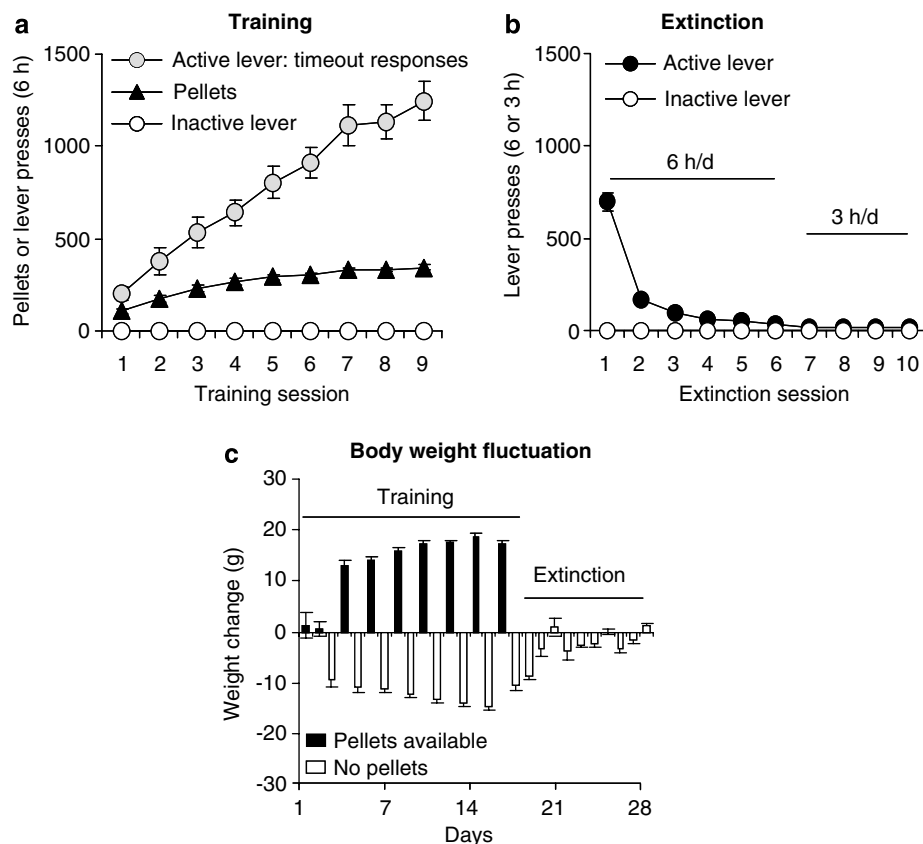 a
Training
Pellets or lever presses (6 h)
1500
1000
500
0
Active lever: timeout responses
Pellets
Inactive lever
1 2 3 4 5 6 7 8 9
Training session
b
Extinction
Lever presses (6 or 3 h)
1500
1000
500
0
Active lever
Inactive lever
6 h/d
3 h/d
1 2 3 4 5 6 7 8 9 10
Extinction session
c
Body weight fluctuation
Weight change (g)
30
20
10
0
-10
-20
-30
Training
Extinction
Pellets available
No pellets
1 7 14 21 28
Days